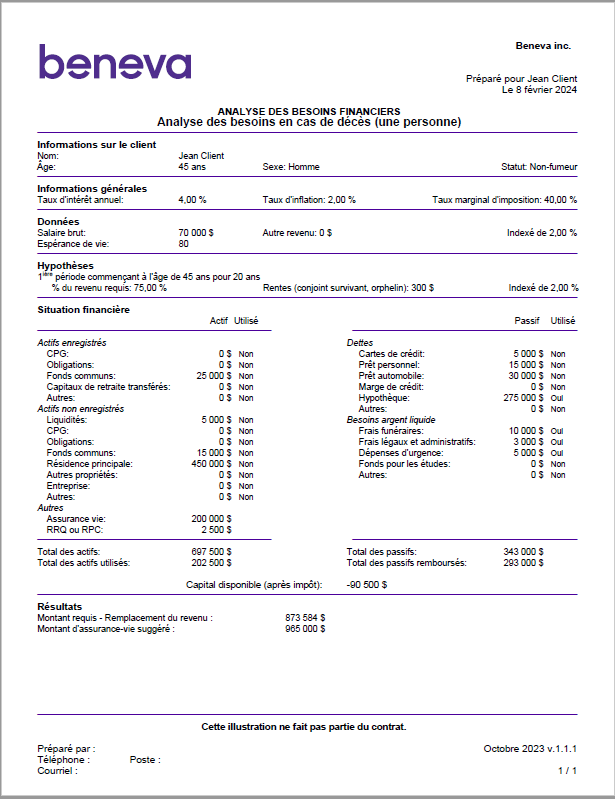 beneva
Beneva inc.
Préparé pour Jean Client
Le 8 février 2024
ANALYSE DES BESOINS FINANCIERS
Analyse des besoins en cas de décès (une personne)
Informations sur le client
Nom: Jean Client
Âge: 45 ans Sexe: Homme Statut: Non-fumeur
Informations générales
Taux d'intérêt annuel: 4,00 % Taux d'inflation: 2,00 % Taux marginal d'imposition: 40,00 %
Données
Salaire brut: 70 000 $ Autre revenu: 0 $ Indexé de 2,00 %
Espérance de vie: 80
Hypothèses
1ière période commençant à l'âge de 45 ans pour 20 ans
% du revenu requis: 75,00 % Rentes (conjoint survivant, orphelin): 300 $ Indexé de 2,00 %
Situation financière
Actif Utilisé Passif Utilisé
Actifs enregistrés Dettes
CPG: 0 $ Non Cartes de crédit: 5 000 $ Non
Obligations: 0 $ Non Prêt personnel: 15 000 $ Non
Fonds communs: 25 000 $ Non Prêt automobile: 30 000 $ Non
Capitaux de retraite transférés: 0 $ Non Marge de crédit: 0 $ Non
Autres: 0 $ Non Hypothèque: 275 000 $ Oui
Actifs non enregistrés Autres: 0 $ Non
Liquidités: 5 000 $ Non Besoins argent liquide
CPG: 0 $ Non Frais funéraires: 10 000 $ Oui
Obligations: 0 $ Non Frais légaux et administratifs: 3 000 $ Oui
Fonds communs: 15 000 $ Non Dépenses d'urgence: 5 000 $ Oui
Résidence principale: 450 000 $ Non Fonds pour les études: 0 $ Non
Autres propriétés: 0 $ Non Autres: 0 $ Non
Entreprise: 0 $ Non
Autres: 0 $ Non
Autres
Assurance vie: 200 000 $
RRQ ou RPC: 2 500 $
Total des actifs: 697 500 $ Total des passifs: 343 000 $
Total des actifs utilisés: 202 500 $ Total des passifs remboursés: 293 000 $
Capital disponible (après impôt): -90 500 $
Résultats
Montant requis - Remplacement du revenu : 873 584 $
Montant d'assurance-vie suggéré : 965 000 $
Cette illustration ne fait pas partie du contrat.
Préparé par : Octobre 2023 v.1.1.1
Téléphone : Poste :
Courriel : 1 / 1